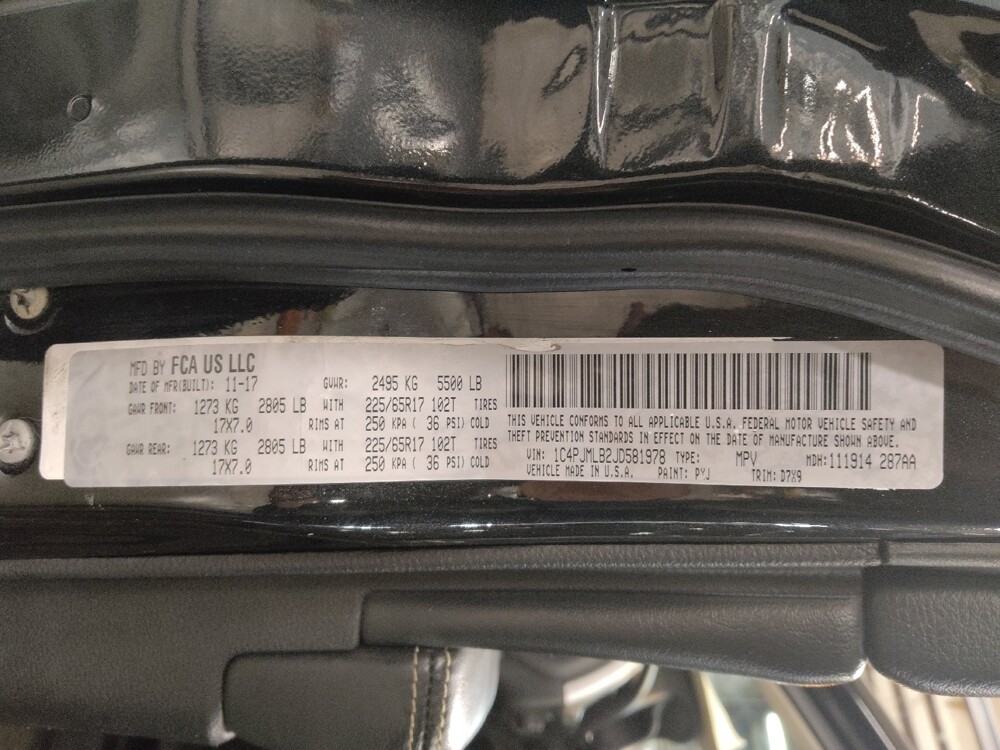 MFD BY FCA US LLC
DATE OF MFR(BUILT): 11-17 GVWR: 2495 KG 5500 LB
GAWR FRONT: 1273 KG 2805 LB WITH 225/65R17 102T TIRES
17X7.0 RIMS AT 250 KPA ( 36 PSI) COLD
GAWR REAR: 1273 KG 2805 LB WITH 225/65R17 102T TIRES
17X7.0 RIMS AT 250 KPA ( 36 PSI) COLD
THIS VEHICLE CONFORMS TO ALL APPLICABLE U.S.A. FEDERAL MOTOR VEHICLE SAFETY AND
THEFT PREVENTION STANDARDS IN EFFECT ON THE DATE OF MANUFACTURE SHOWN ABOVE.
VIN: 1C4PJMLB2JD581978 TYPE: MPV MDH:111914 287AA
VEHICLE MADE IN U.S.A. PAINT: TRIM: D7X9